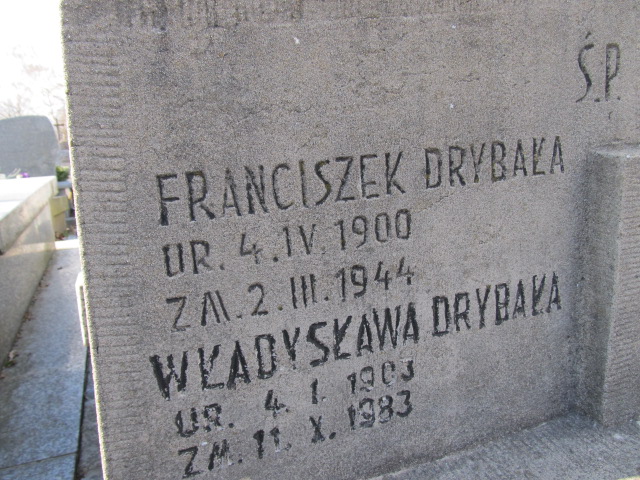 Ś.P.
FRANCISZEK DRYBAŁA
UR. 4. IV. 1900
ZM. 2. III. 1944
WŁADYSŁAWA DRYBAŁA
UR. 4. I. 1903
ZM. 11. X. 1983